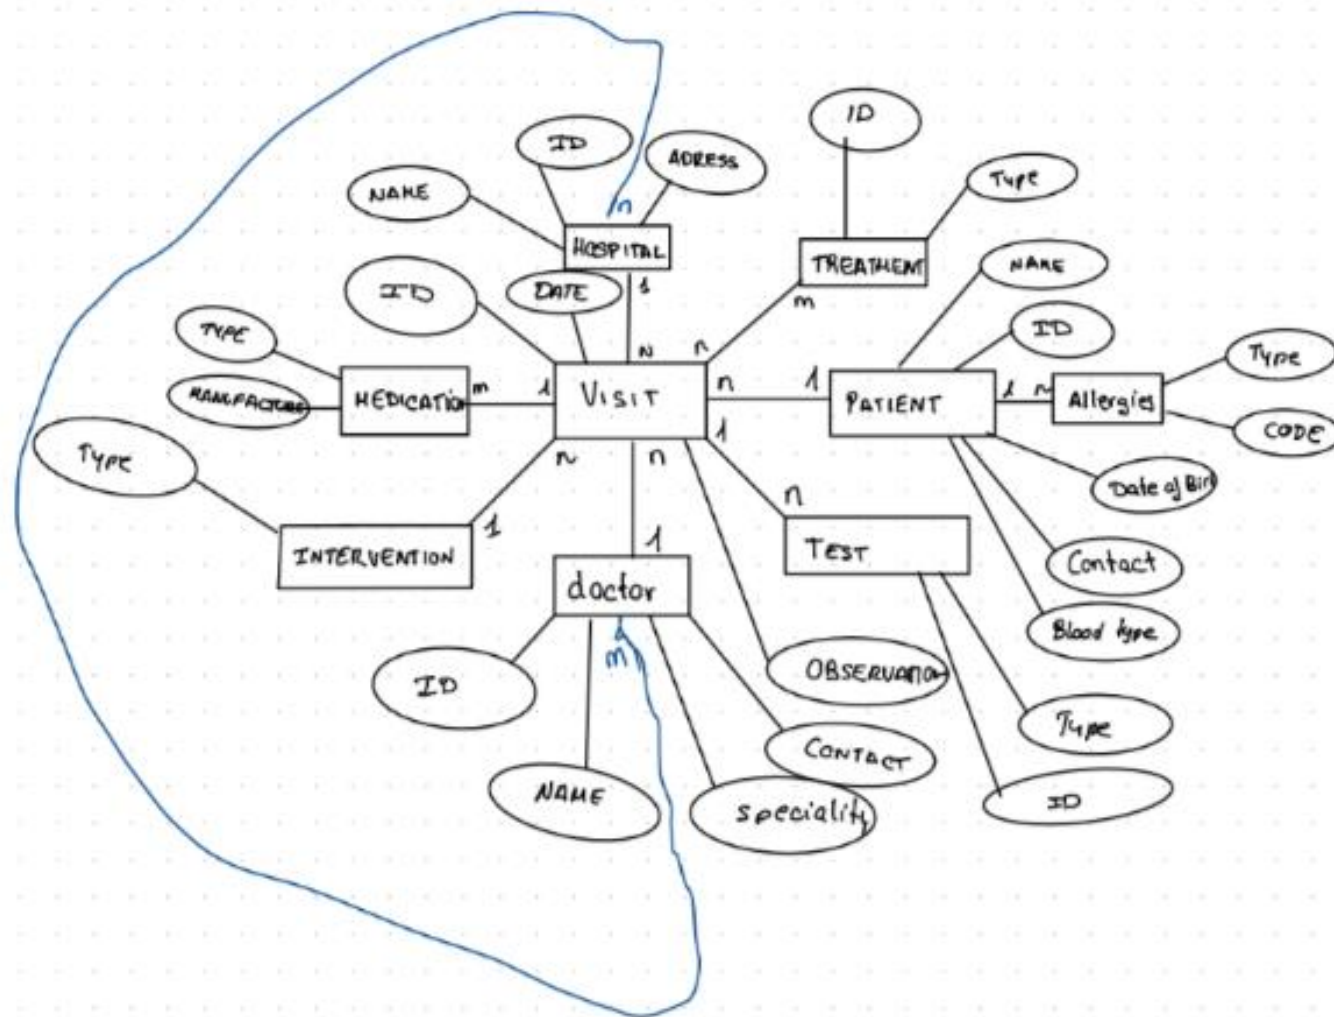 ID
ID
ADRESS
Type
NAME
n
HOSPITAL
TREATMENT
NAME
ID
DATE
1
m
ID
TYPE
N
n
Type
MEDICATION
m
1
VISIT
n
1
PATIENT
1
n
Allergies
MANUFACTURE
CODE
TYPE
n
n
1
Date of Birt
n
INTERVENTION
1
1
TEST
Contact
doctor
Blood type
m
ID
OBSERVATION
Type
CONTACT
NAME
speciality
ID